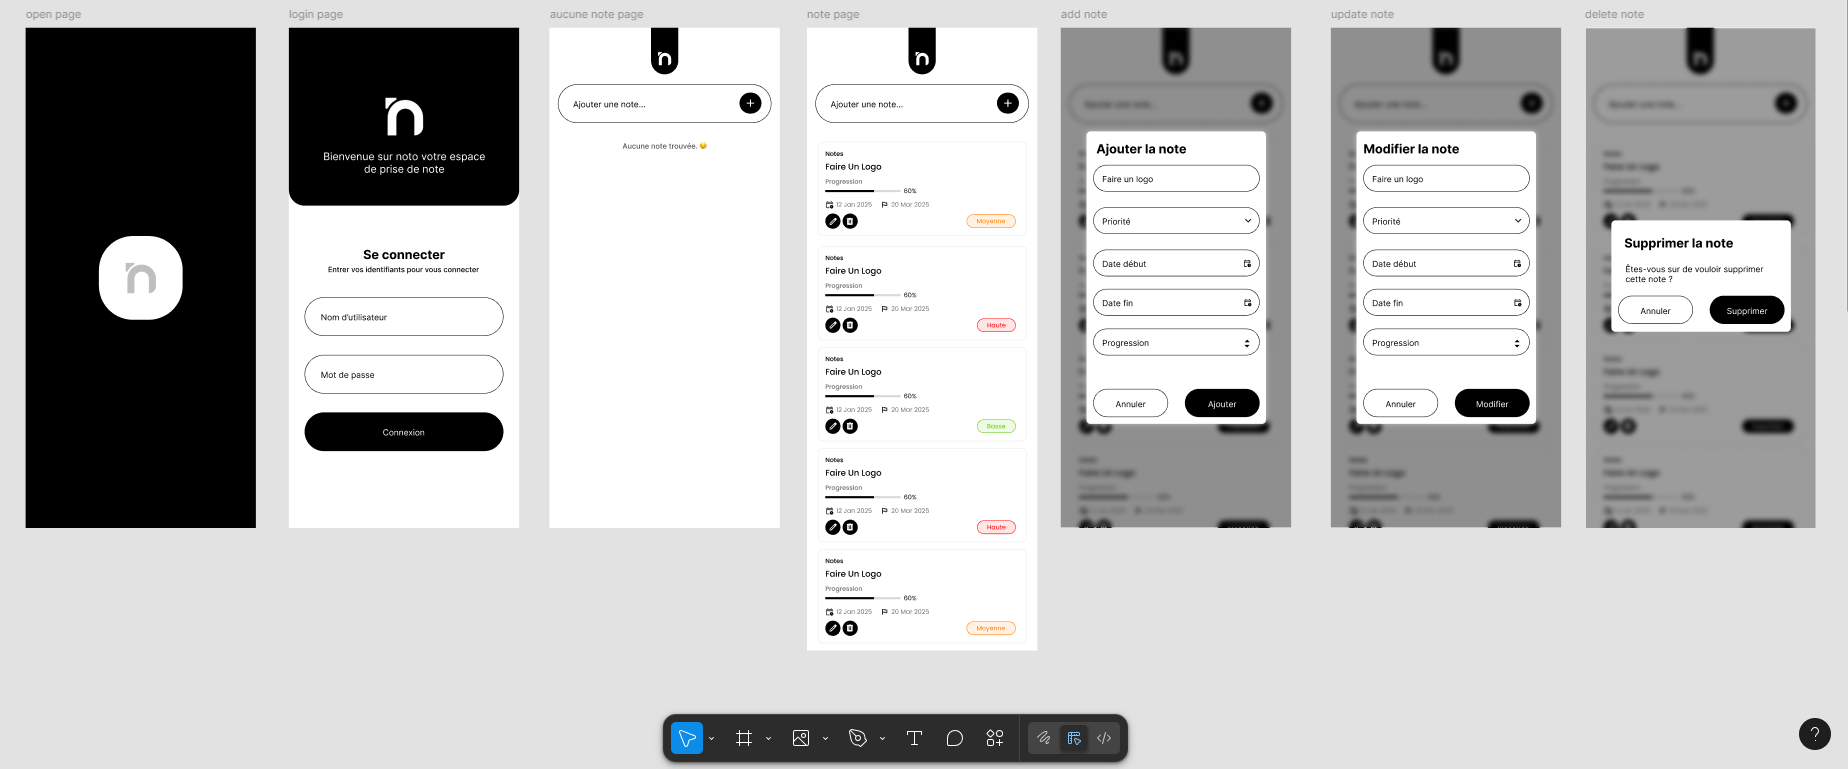 open page
login page
aucune note page
note page
add note
update note
delete note
n
n
Bienvenue sur noto votre espace
de prise de note
Se connecter
Entrer vos identifiants pour vous connecter
Nom d'utilisateur
Mot de passe
Connexion
n
Ajouter une note...
Aucune note trouvée. 😔
n
Ajouter une note...
Notes
Faire Un Logo
Progression
60%
12 Jan 2025 20 Mar 2025
Moyenne
Notes
Faire Un Logo
Progression
60%
12 Jan 2025 20 Mar 2025
Haute
Notes
Faire Un Logo
Progression
60%
12 Jan 2025 20 Mar 2025
Basse
Notes
Faire Un Logo
Progression
60%
12 Jan 2025 20 Mar 2025
Haute
Notes
Faire Un Logo
Progression
60%
12 Jan 2025 20 Mar 2025
Moyenne
Ajouter la note
Faire un logo
Priorité
Date début
Date fin
Progression
Annuler
Ajouter
Modifier la note
Faire un logo
Priorité
Date début
Date fin
Progression
Annuler
Modifier
Supprimer la note
Êtes-vous sur de vouloir supprimer
cette note ?
Annuler
Supprimer
?